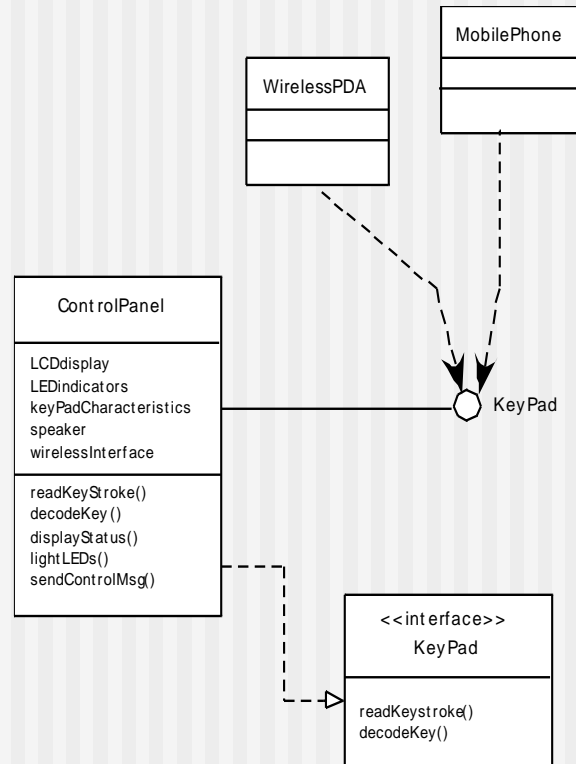 MobilePhone
WirelessPDA
ControlPanel
LCDdisplay
LEDindicators
keyPadCharacteristics
speaker
wirelessInterface
KeyPad
readKeyStroke()
decodeKey()
displayStatus()
lightLEDs()
sendControlMsg()
<<interface>>
KeyPad
readKeystroke()
decodeKey()